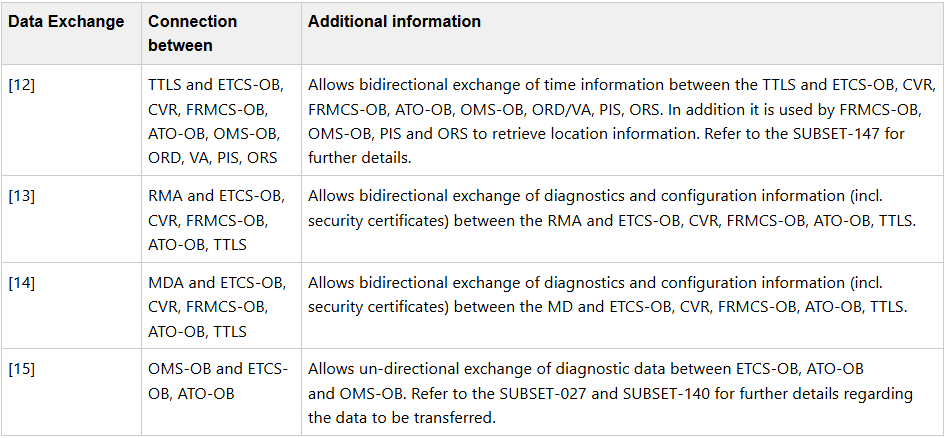 Data Exchange
Connection
between
Additional information
[12]
TTLS and ETCS-OB,
CVR, FRMCS-OB,
ATO-OB, OMS-OB,
ORD, VA, PIS, ORS
Allows bidirectional exchange of time information between the TTLS and ETCS-OB, CVR,
FRMCS-OB, ATO-OB, OMS-OB, ORD/VA, PIS, ORS. In addition it is used by FRMCS-OB,
OMS-OB, PIS and ORS to retrieve location information. Refer to the SUBSET-147 for
further details.
[13]
RMA and ETCS-OB,
CVR, FRMCS-OB,
ATO-OB, TTLS
Allows bidirectional exchange of diagnostics and configuration information (incl.
security certificates) between the RMA and ETCS-OB, CVR, FRMCS-OB, ATO-OB, TTLS.
[14]
MDA and ETCS-OB,
CVR, FRMCS-OB,
ATO-OB, TTLS
Allows bidirectional exchange of diagnostics and configuration information (incl.
security certificates) between the MD and ETCS-OB, CVR, FRMCS-OB, ATO-OB, TTLS.
[15]
OMS-OB and ETCS-
OB, ATO-OB
Allows un-directional exchange of diagnostic data between ETCS-OB, ATO-OB
and OMS-OB. Refer to the SUBSET-027 and SUBSET-140 for further details regarding
the data to be transferred.